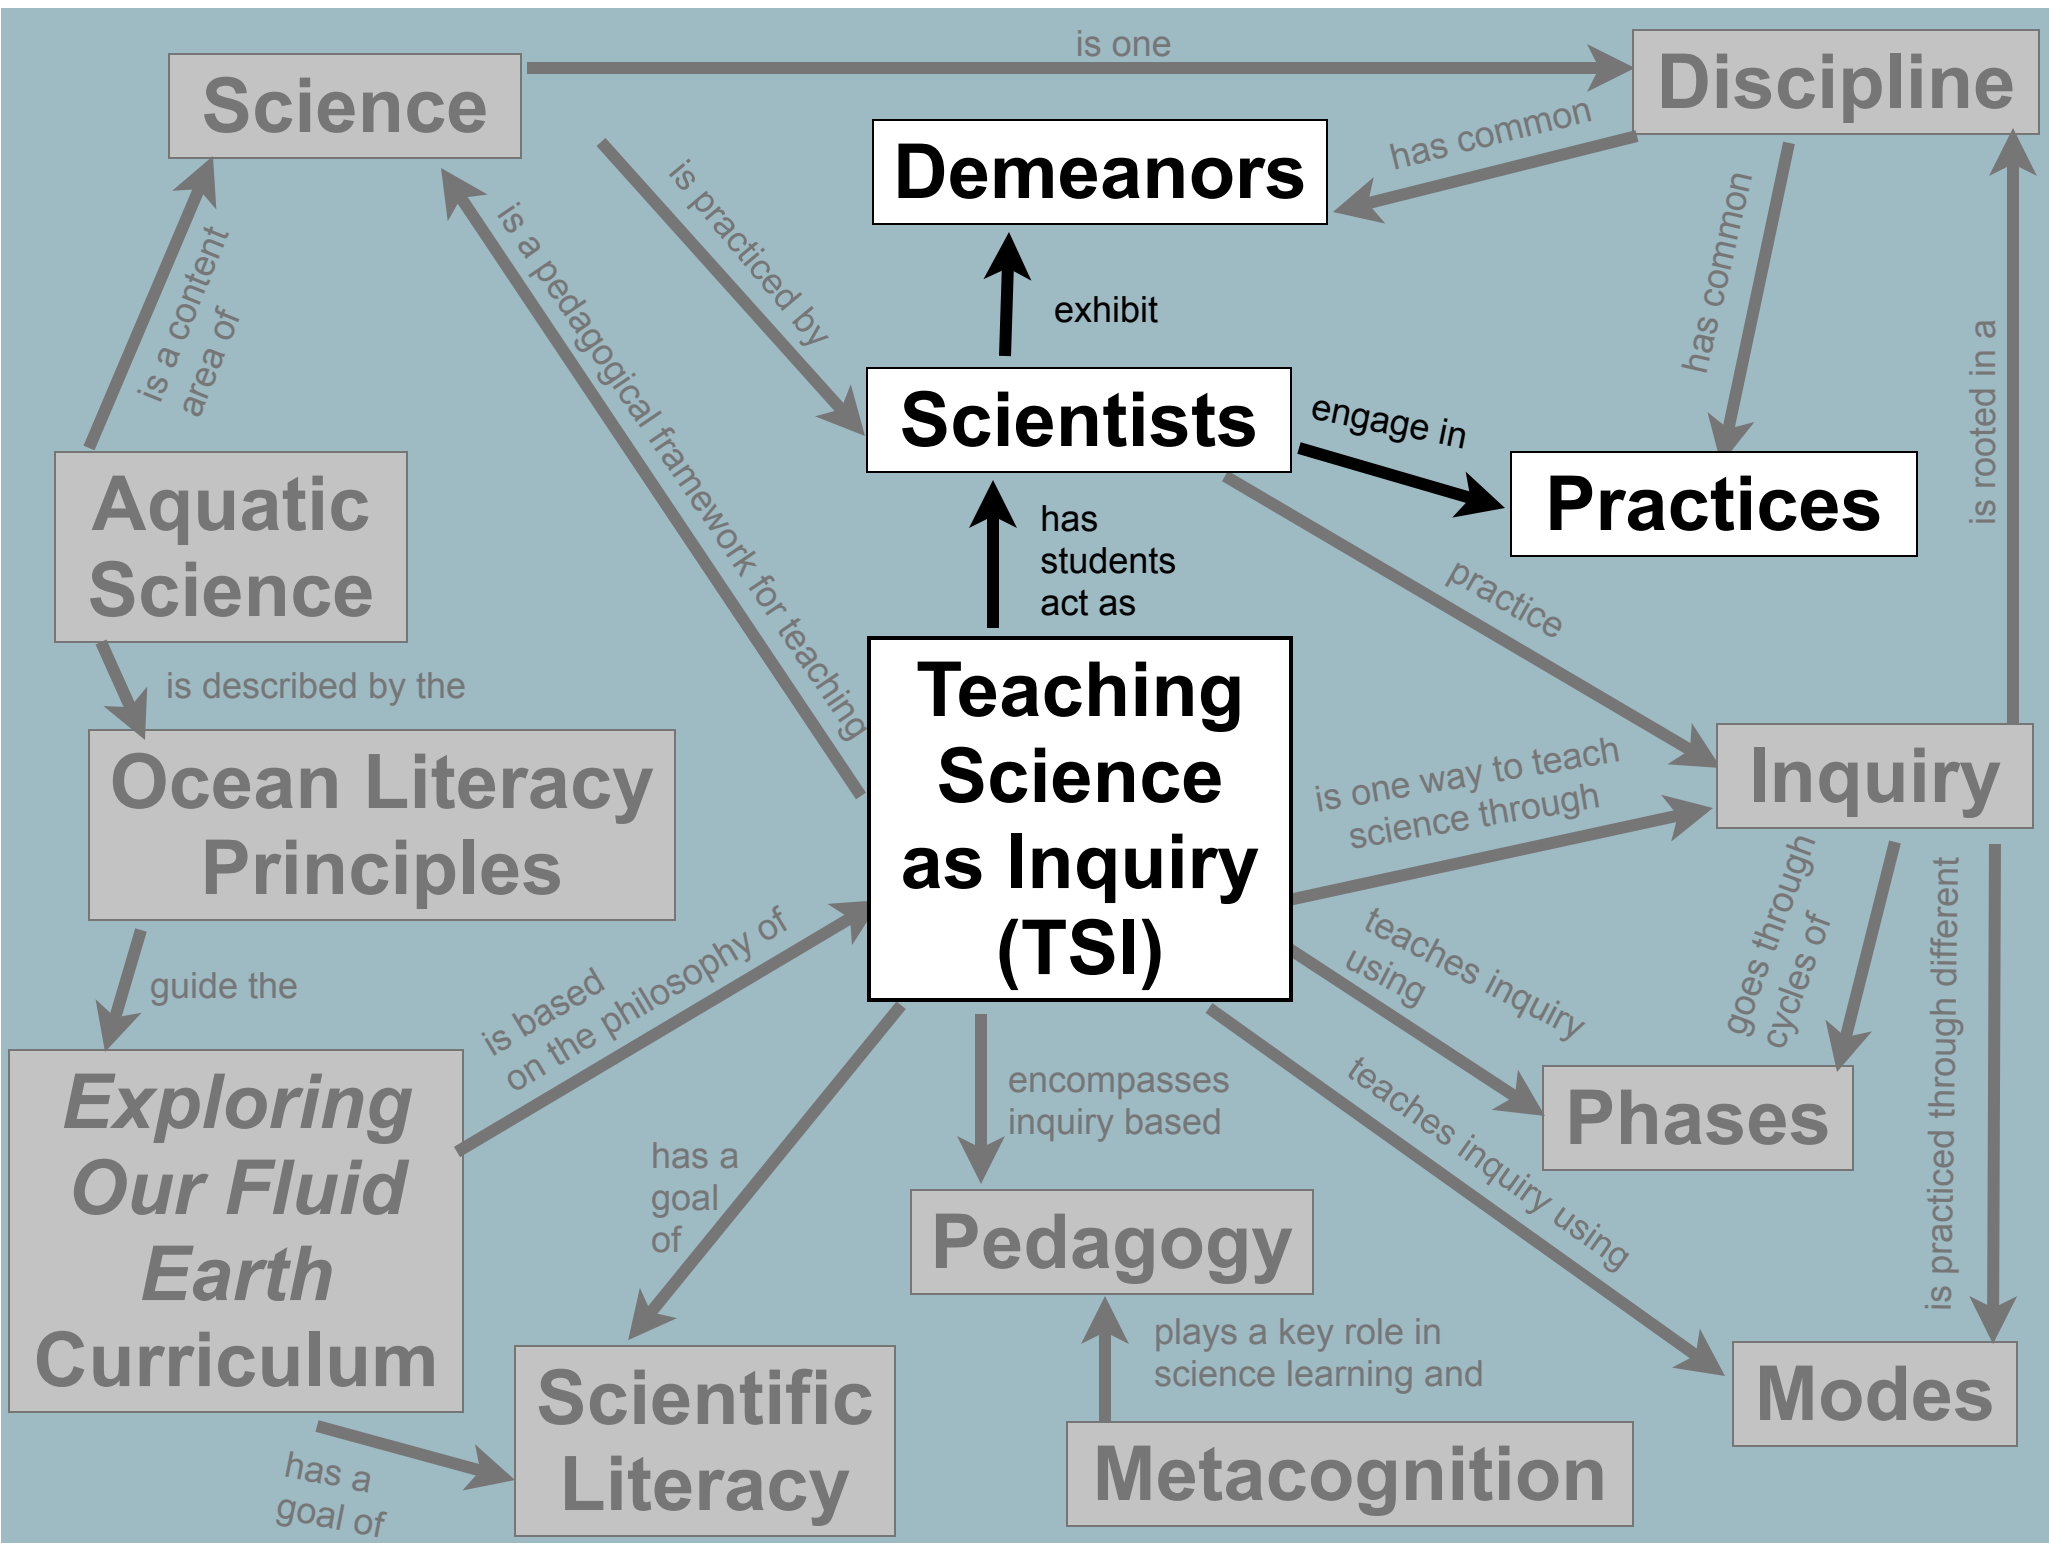 is one
Science
Discipline
has common
Demeanors
is practiced by
is a pedagogical framework for teaching
is a content
area of
has common
exhibit
is rooted in a
Scientists
engage in
Aquatic
Science
Practices
has
students
act as
practice
is described by the
Teaching
Science
as Inquiry
(TSI)
Ocean Literacy
Principles
is one way to teach
science through
Inquiry
guide the
is based
on the philosophy of
teaches inquiry
using
goes through
cycles of
is practiced through different
Exploring
Our Fluid
Earth
Curriculum
encompasses
inquiry based
Phases
has a
goal
of
teaches inquiry using
Pedagogy
plays a key role in
science learning and
Modes
Scientific
Literacy
Metacognition
has a
goal of